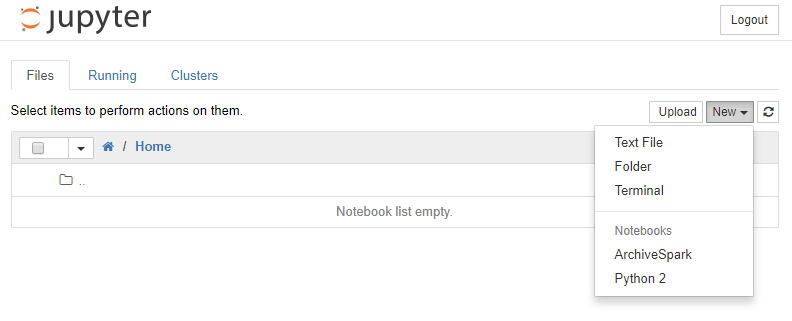 jupyter
Logout
Files Running Clusters
Select items to perform actions on them.
Upload New
/ Home
..
Notebook list empty.
Text File
Folder
Terminal
Notebooks
ArchiveSpark
Python 2